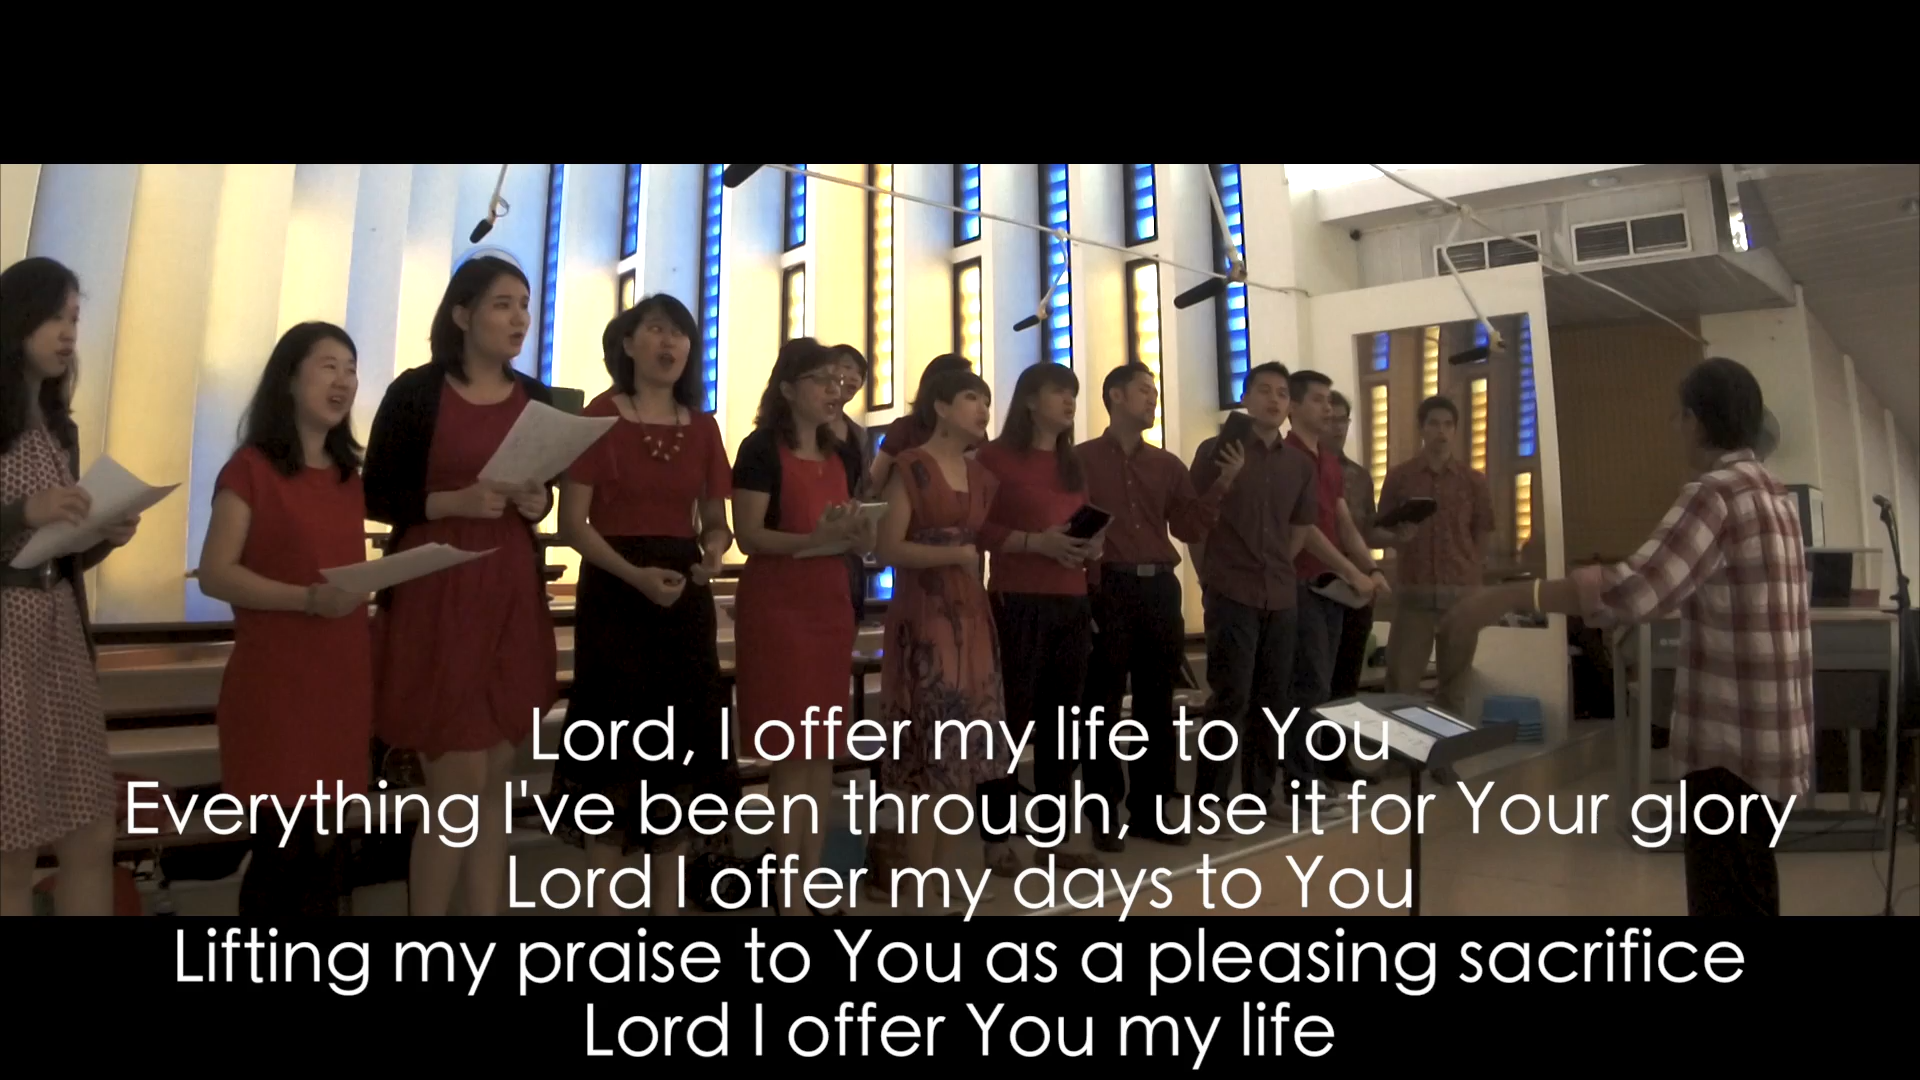 Lord, I offer my life to You
Everything I've been through, use it for Your glory
Lord I offer my days to You
Lifting my praise to You as a pleasing sacrifice
Lord I offer You my life